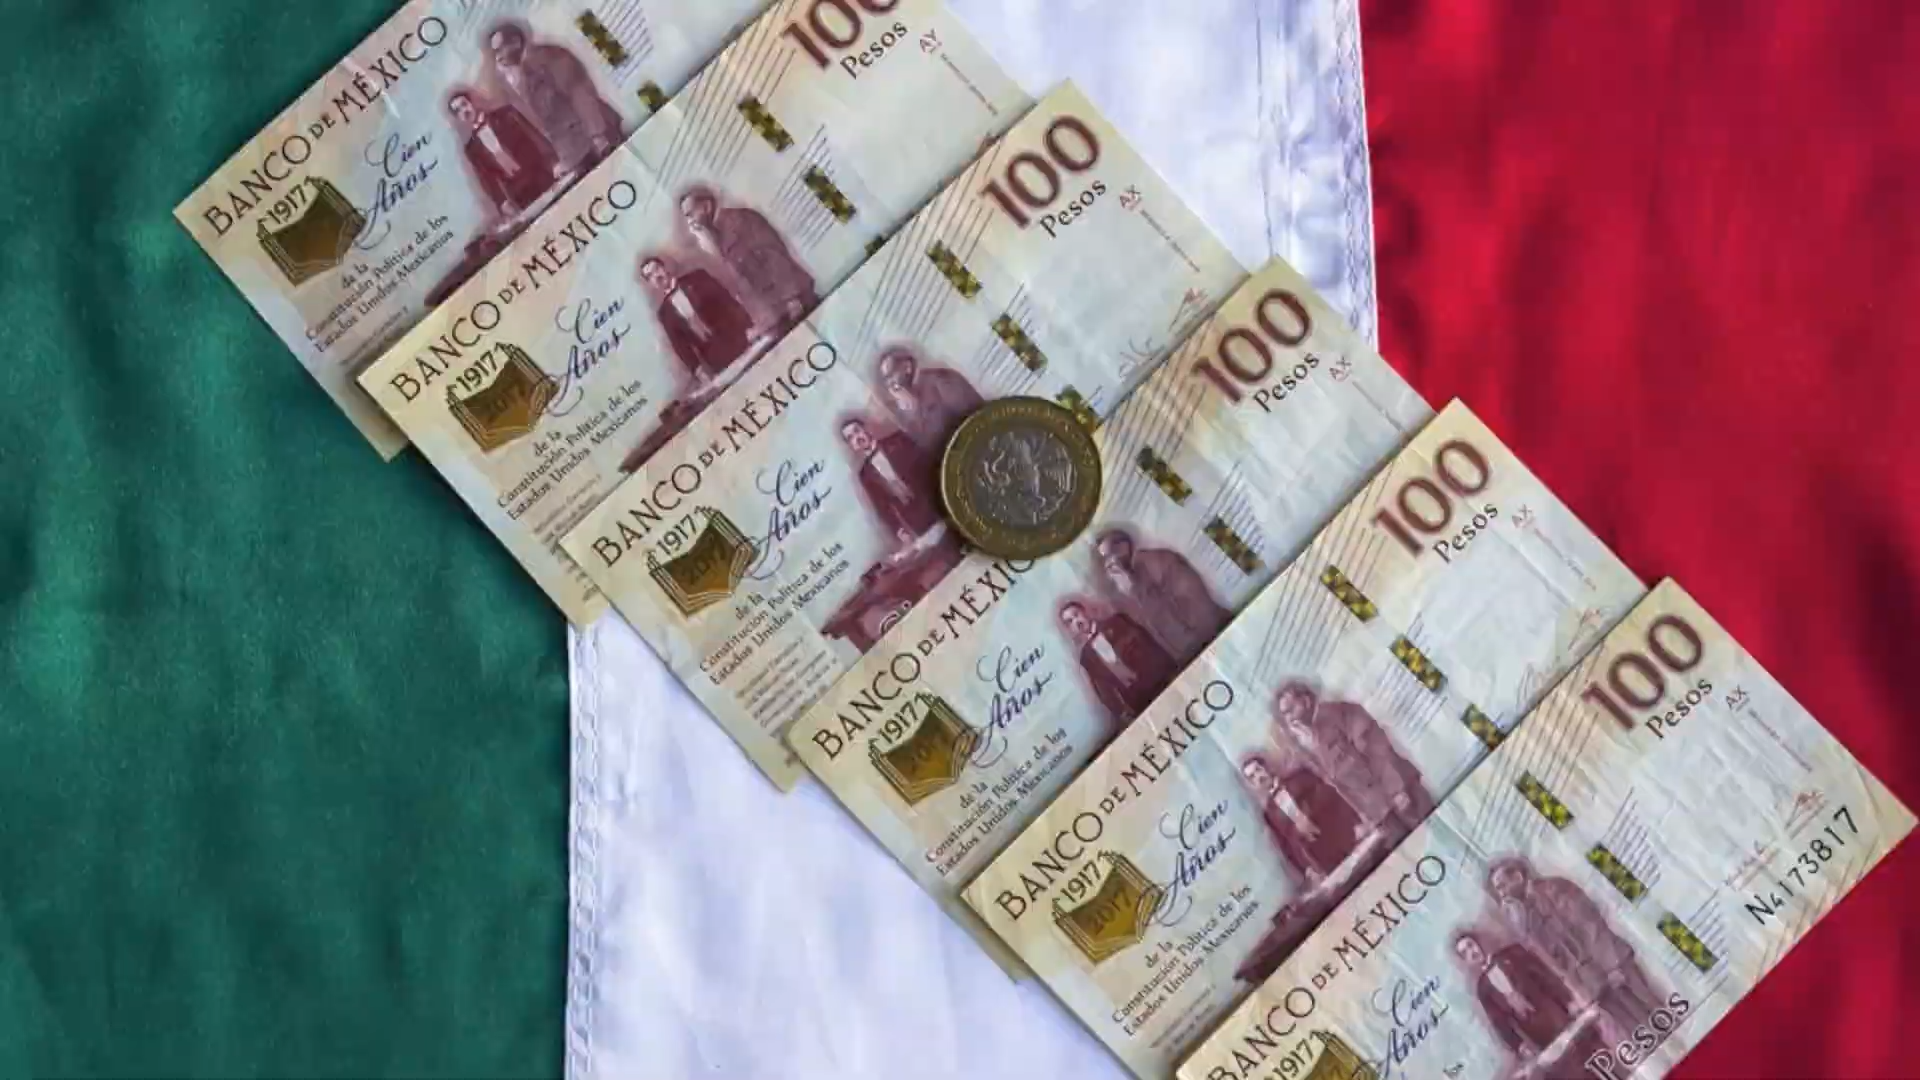 BANCO DE MÉXICO
1917
Cien
Años
de la
Constitución Política de los
Estados Unidos Mexicanos
100
Pesos
AY
BANCO DE MÉXICO
1917
2017
Cien
Años
de la
Constitución Política de los
Estados Unidos Mexicanos
100
Pesos
AX
BANCO DE MÉXICO
1917
2017
Cien
Años
de la
Constitución Política de los
Estados Unidos Mexicanos
100
Pesos
AX
BANCO DE MÉXICO
1917
2017
Cien
Años
de la
Constitución Política de los
Estados Unidos Mexicanos
100
Pesos
AX
BANCO DE MÉXICO
1917
2017
Cien
Años
de la
Constitución Política de los
Estados Unidos Mexicanos
100
Pesos
AX
N4173817
BANCO DE MÉXICO
1917
Cien
Años
los
Pesos